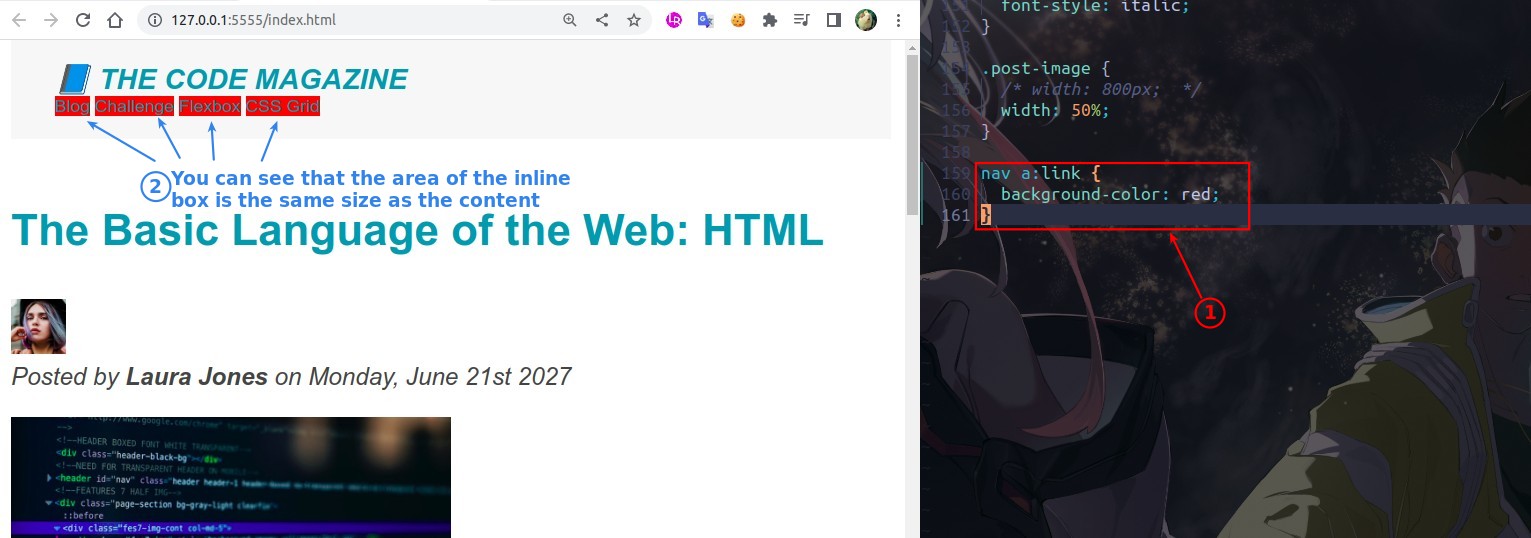 127.0.0.1:5555/index.html
THE CODE MAGAZINE
Blog Challenge Flexbox CSS Grid
2 You can see that the area of the inline
box is the same size as the content
The Basic Language of the Web: HTML
Posted by Laura Jones on Monday, June 21st 2027
-->
<!--HEADER BOXED FONT WHITE TRANSPARENT-->
<div class="header-black-bg"></div>
<!--NEED FOR TRANSPARENT HEADER ON MOBILE-->
<header id="nav" class="header header-1
<!--FEATURES 7 HALF IMG-->
<div class="page-section bg-gray-light clearfix">
::before
<div class="fes7-img-cont col-md-5">
font-style: italic;
152 }
153
154 .post-image {
155 /* width: 800px;  */
156 width: 50%;
157 }
158
159 nav a:link {
160 background-color: red;
161 }
1